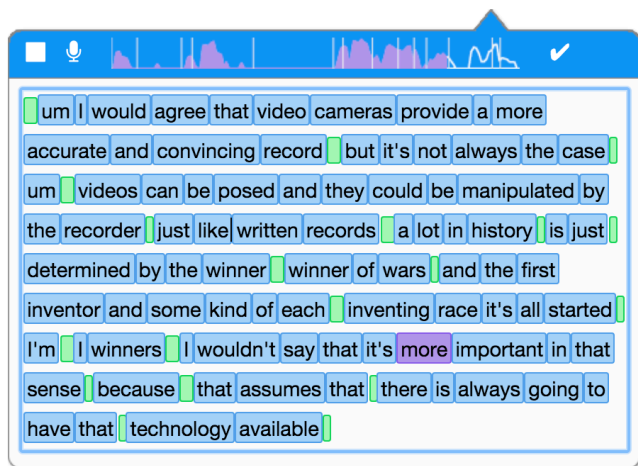 um I would agree that video cameras provide a more
accurate and convincing record but it's not always the case
um videos can be posed and they could be manipulated by
the recorder just like written records a lot in history is just
determined by the winner winner of wars and the first
inventor and some kind of each inventing race it's all started
I'm I winners I wouldn't say that it's more important in that
sense because that assumes that there is always going to
have that technology available